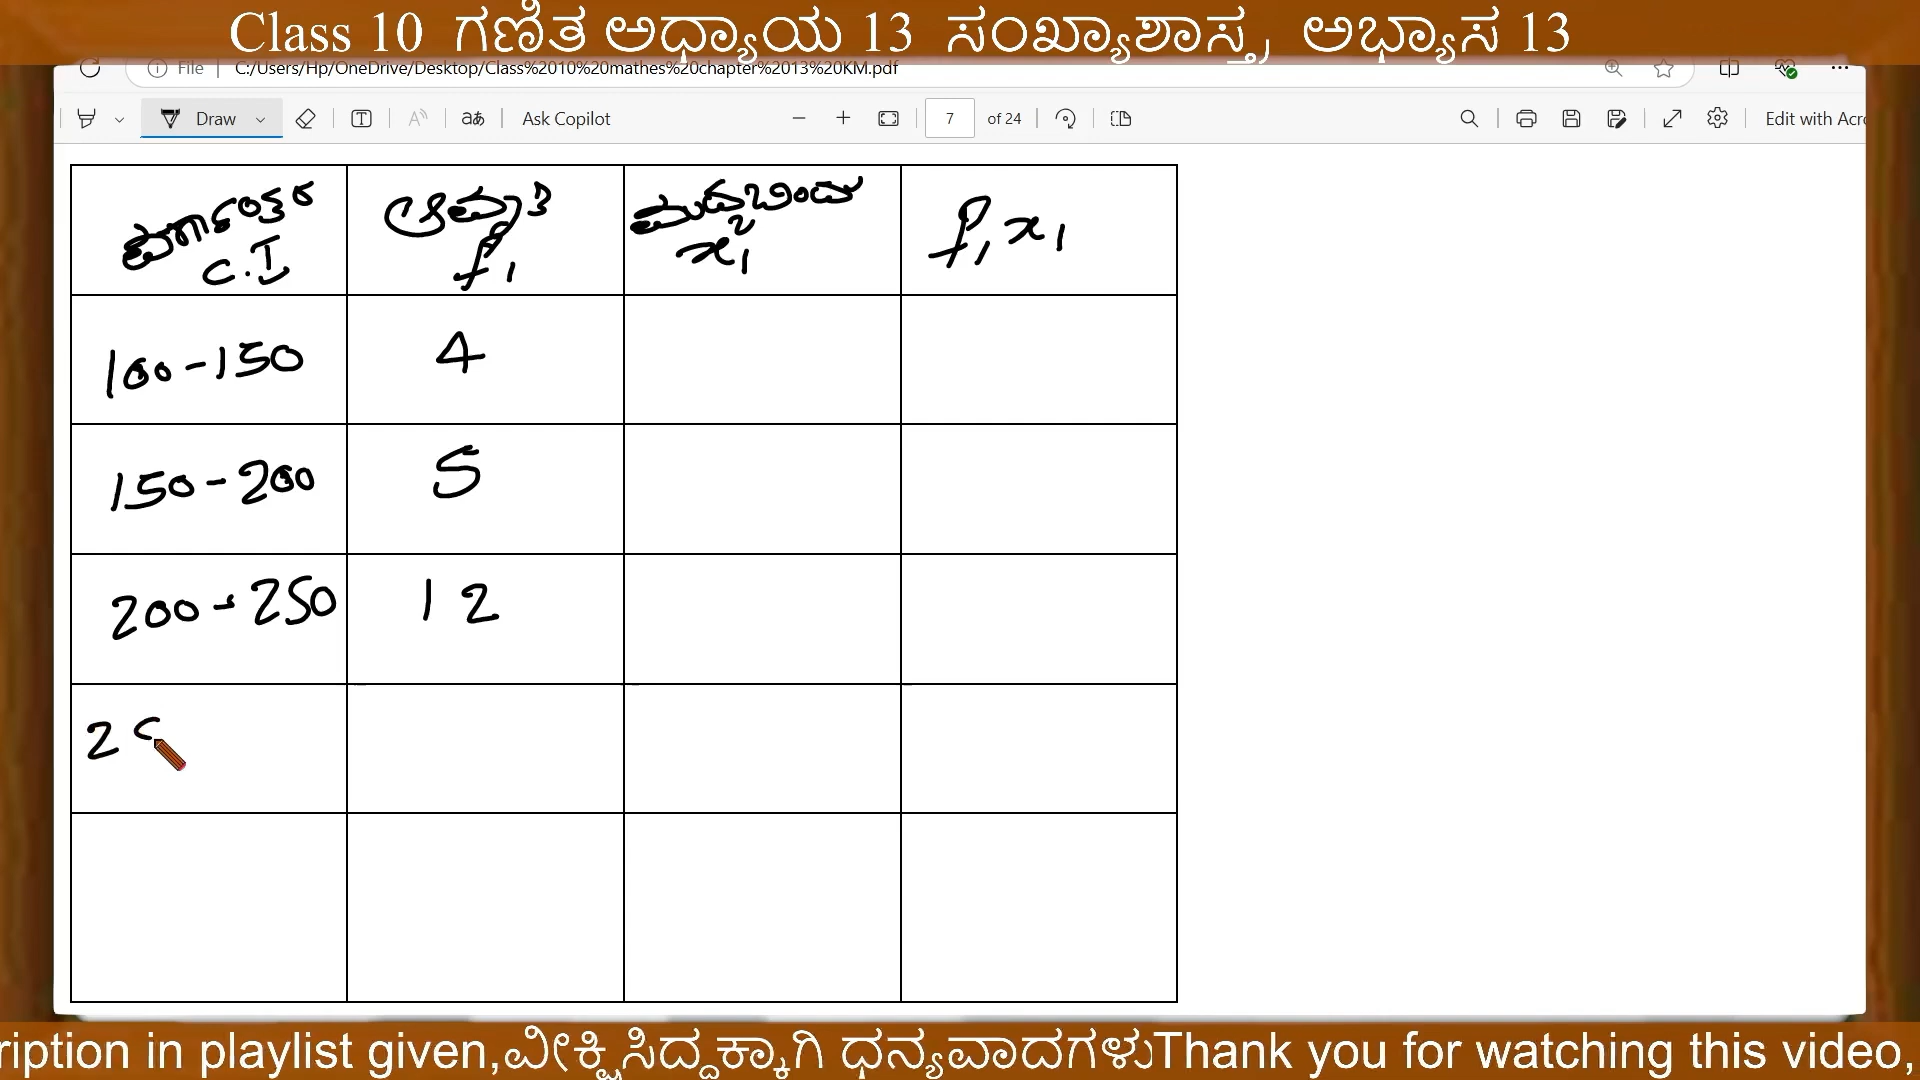 Class 10 ಗಣಿತ ಅಧ್ಯಾಯ 13 ಸಂಖ್ಯಾಶಾಸ್ತ್ರ, ಅಭ್ಯಾಸ 13
File C:/Users/Hp/OneDrive/Desktop/Class%2010%20mathes%20chapter%2013%20KM.pdf
Draw Ask Copilot 7 of 24 Edit with Acro
ವರ್ಗಾಂತರ ಆವೃತ್ತಿ ಮಧ್ಯಬಿಂದು f₁x₁
C.I f₁ x₁
100-150 4
150-200 5
200-250 12
2
ription in playlist given,ವೀಕ್ಷಿಸಿದ್ದಕ್ಕಾಗಿ ಧನ್ಯವಾದಗಳುThank you for watching this video,